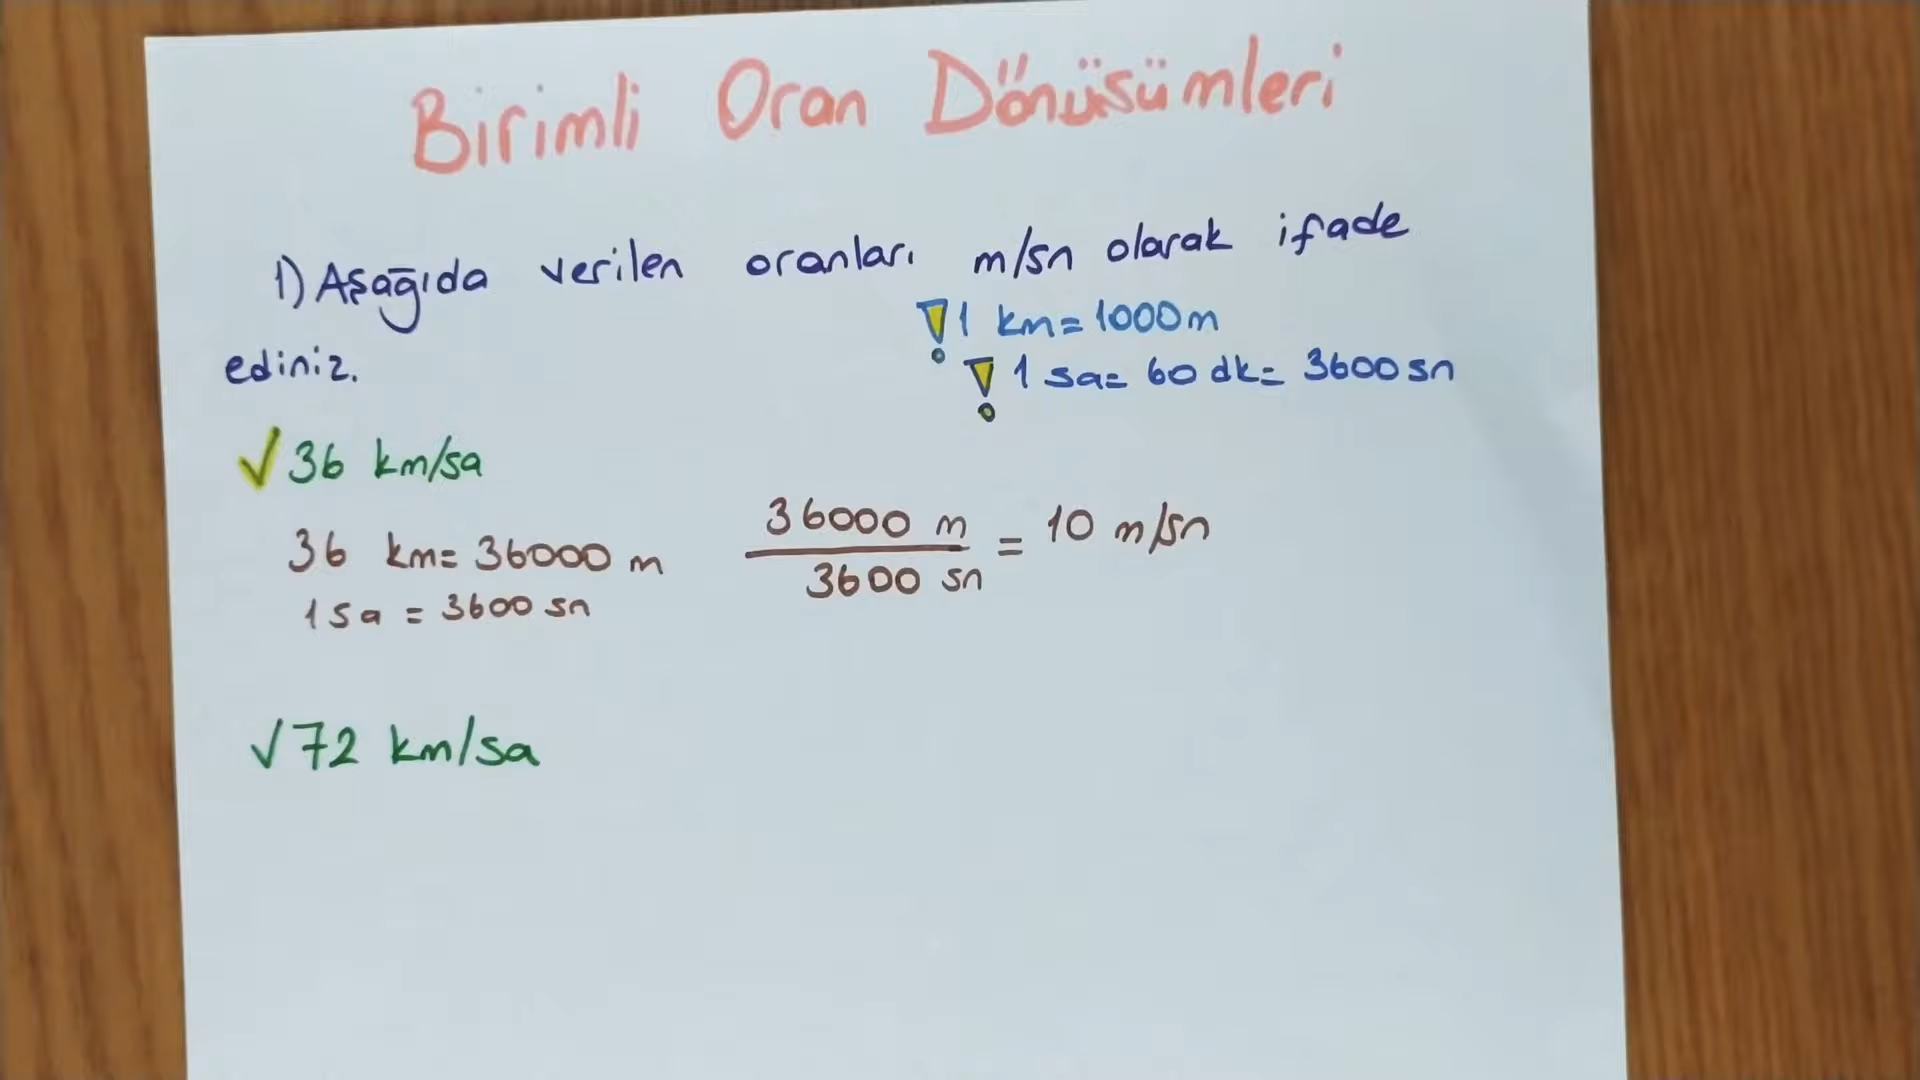 Birimli Oran Dönüsümleri
1) Aşağıda verilen oranları m/sn olarak ifade
ediniz.
! 1 km = 1000 m
! 1 sa = 60 dk = 3600 sn
√ 36 km/sa
36 km = 36000 m
1 sa = 3600 sn
36000 m
3600 sn
= 10 m/sn
√ 72 km/sa